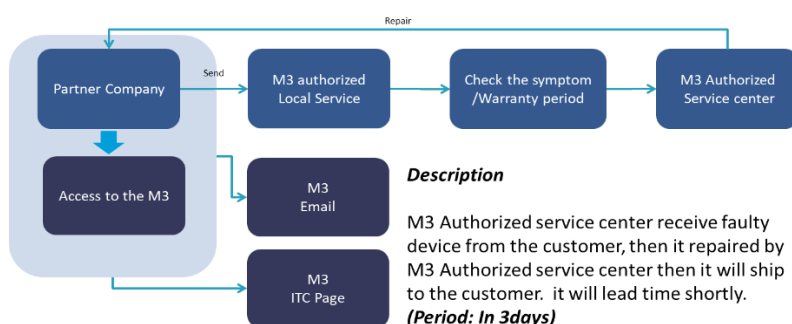 Repair
Partner Company
Send
M3 authorized
Local Service
Check the symptom
/Warranty period
M3 Authorized
Service center
Access to the M3
M3
Email
M3
ITC Page
Description
M3 Authorized service center receive faulty
device from the customer, then it repaired by
M3 Authorized service center then it will ship
to the customer.  it will lead time shortly.
(Period: In 3days)